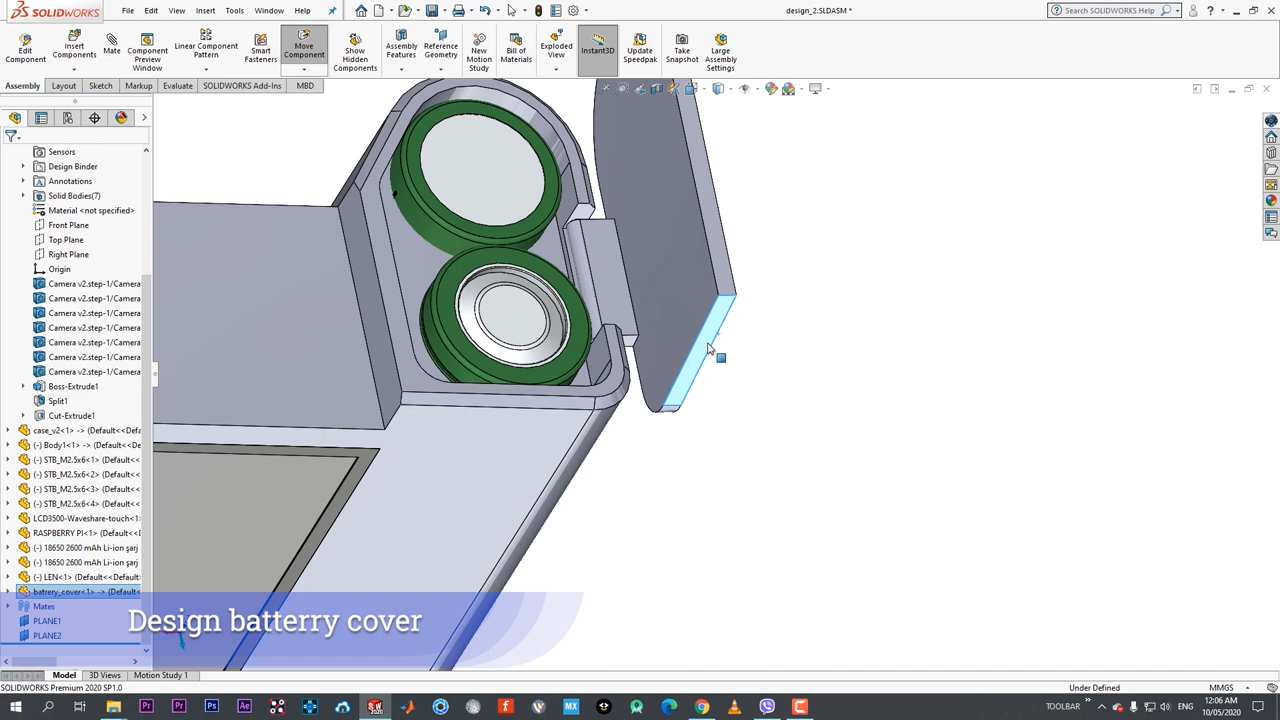 SOLIDWORKS
File Edit View Insert Tools Window Help
design_2.SLDASM *
Search SOLIDWORKS Help
Edit Component
Insert Components
Mate
Component Preview Window
Linear Component Pattern
Smart Fasteners
Move Component
Show Hidden Components
Assembly Features
Reference Geometry
New Motion Study
Bill of Materials
Exploded View
Instant3D
Update Speedpak
Take Snapshot
Large Assembly Settings
Assembly Layout Sketch Markup Evaluate SOLIDWORKS Add-Ins MBD
Sensors
Design Binder
Annotations
Solid Bodies(7)
Material <not specified>
Front Plane
Top Plane
Right Plane
Origin
Camera v2.step-1/Camera
Camera v2.step-1/Camera
Camera v2.step-1/Camera
Camera v2.step-1/Camera
Camera v2.step-1/Camera
Camera v2.step-1/Camera
Camera v2.step-1/Camera
Boss-Extrude1
Split1
Cut-Extrude1
case_v2<1> -> (Default<<Defa
(-) Body1<1> -> (Default<<De
(-) STB_M2.5x6<1> (Default<<
(-) STB_M2.5x6<2> (Default<<
(-) STB_M2.5x6<3> (Default<<
(-) STB_M2.5x6<4> (Default<<
LCD3500-Waveshare-touch<1>
RASPBERRY PI<1> (Default<<De
(-) 18650 2600 mAh Li-ion şarj
(-) 18650 2600 mAh Li-ion şarj
(-) LEN<1> (Default<<Default
batrery_cover<1> -> (Default<
Mates
PLANE1
PLANE2
Design batterry cover
Model 3D Views Motion Study 1
SOLIDWORKS Premium 2020 SP1.0
Under Defined
MMGS
TOOLBAR
12:06 AM
10/05/2020